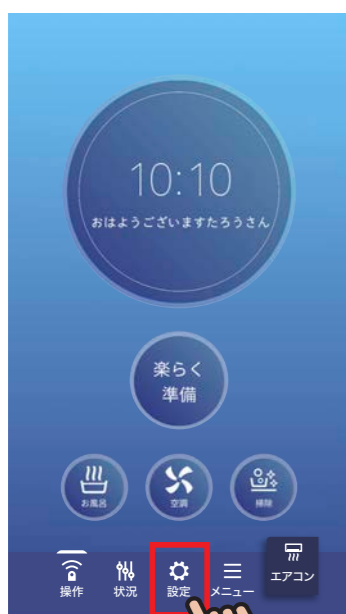 10:10
おはようございますたろうさん
楽らく
準備
お風呂
空調
掃除
操作
状況
設定
メニュー
エアコン